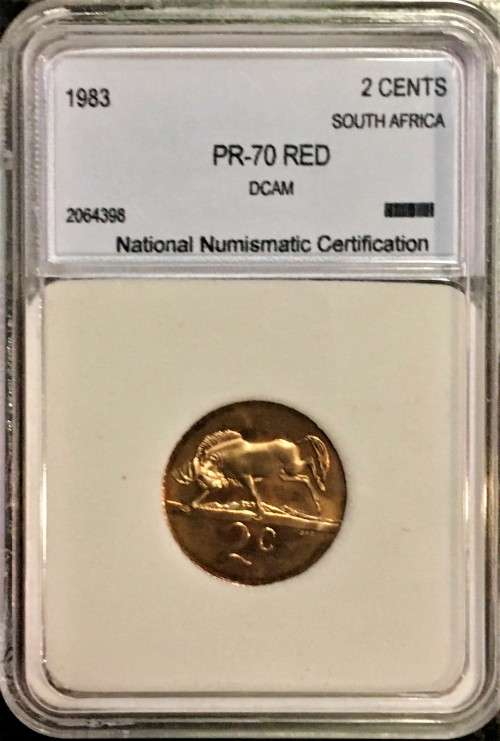 1983
2 CENTS
SOUTH AFRICA
PR-70 RED
DCAM
2064398
National Numismatic Certification
2c